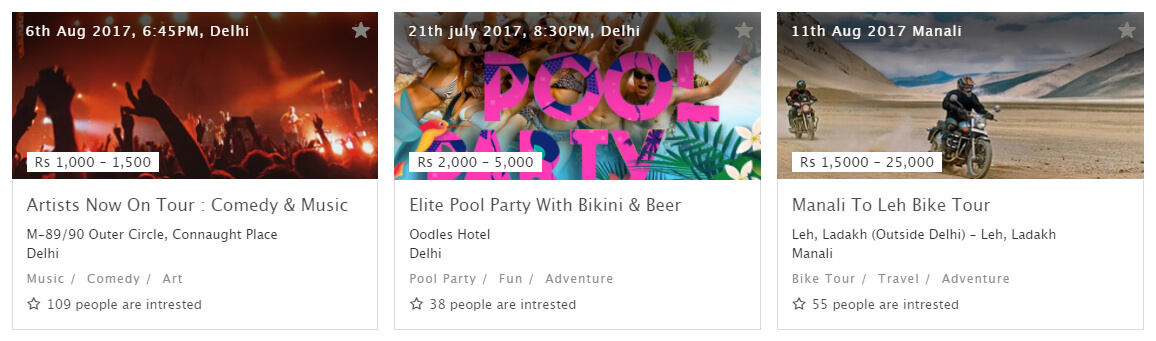 6th Aug 2017, 6:45PM, Delhi
Rs 1,000 - 1,500
Artists Now On Tour : Comedy & Music
M-89/90 Outer Circle, Connaught Place
Delhi
Music / Comedy / Art
109 people are intrested
21th july 2017, 8:30PM, Delhi
POOL
PARTY
Rs 2,000 - 5,000
Elite Pool Party With Bikini & Beer
Oodles Hotel
Delhi
Pool Party / Fun / Adventure
38 people are intrested
11th Aug 2017 Manali
Rs 1,5000 - 25,000
Manali To Leh Bike Tour
Leh, Ladakh (Outside Delhi) - Leh, Ladakh
Manali
Bike Tour / Travel / Adventure
55 people are intrested